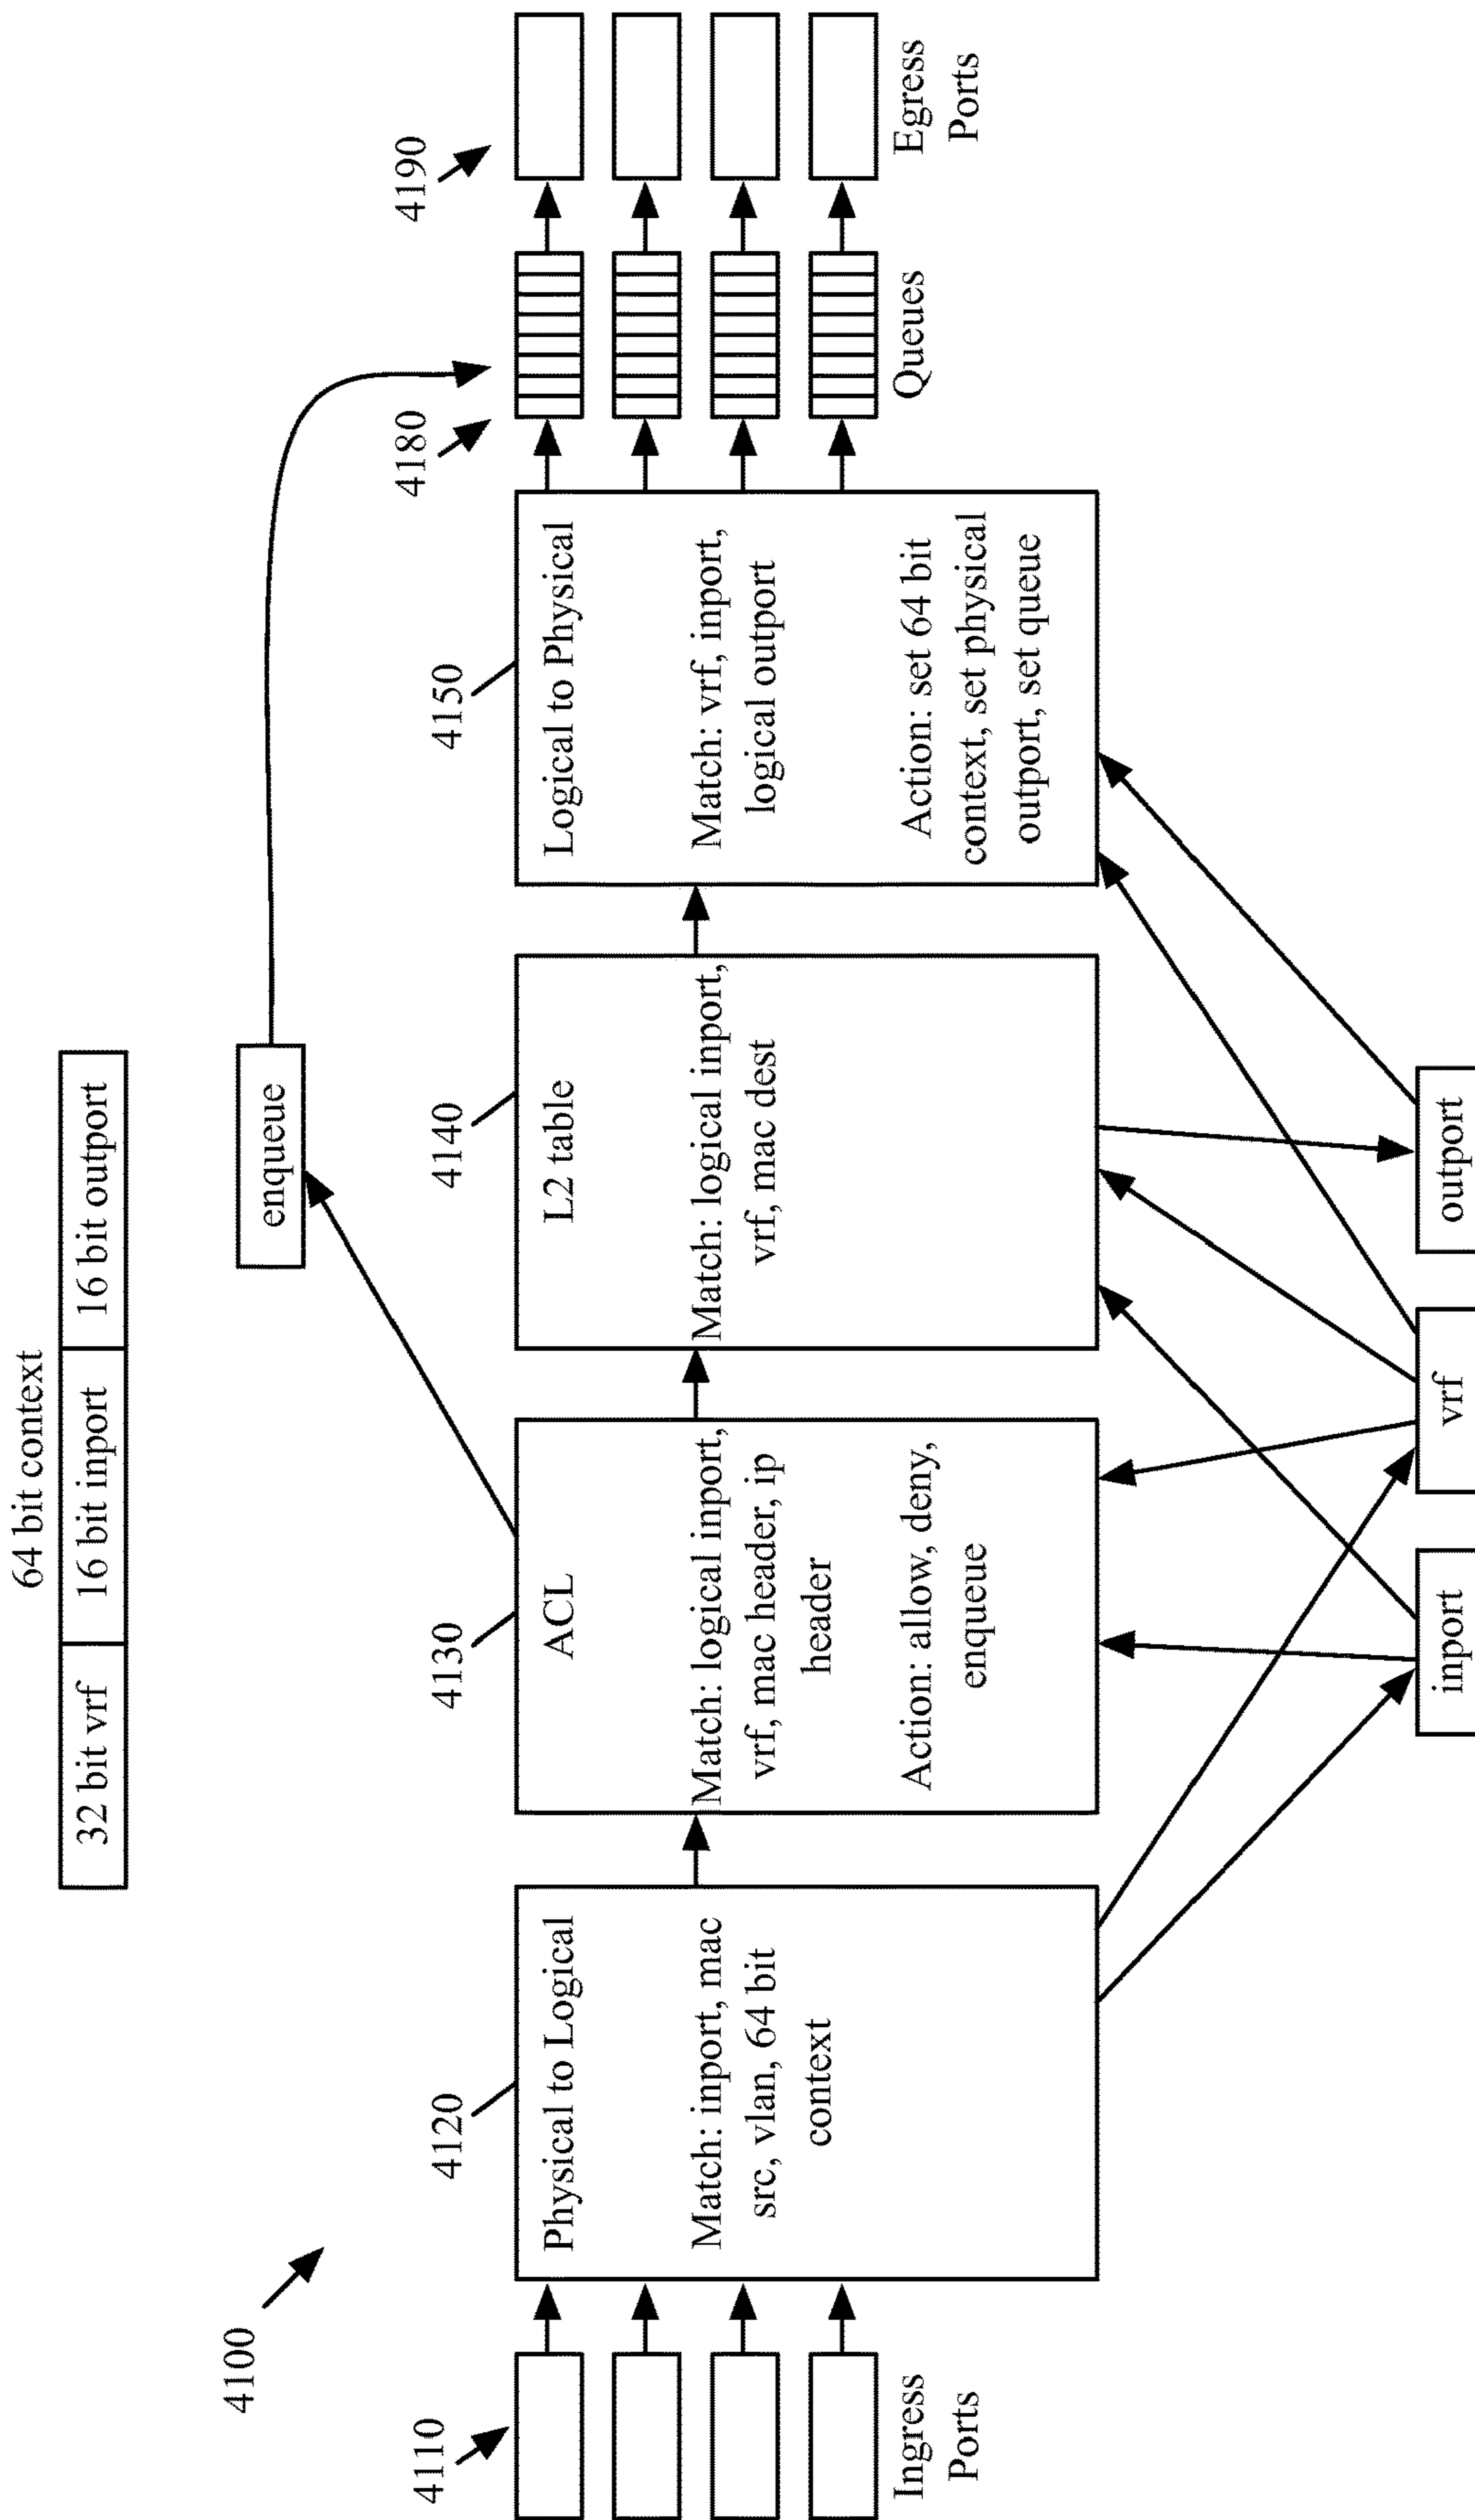 64 bit context
32 bit vrf
16 bit inport
16 bit outport
4100
enqueue
4110
4120
4130
4140
4150
4180
4190
Physical to Logical
Match: inport, mac
src, vlan, 64 bit
context
ACL
Match: logical inport,
vrf, mac header, ip
header
Action: allow, deny,
enqueue
L2 table
Match: logical inport,
vrf, mac dest
Logical to Physical
Match: vrf, inport,
logical outport
Action: set 64 bit
context, set physical
outport, set queue
Ingress
Ports
Queues
Egress
Ports
inport
vrf
outport